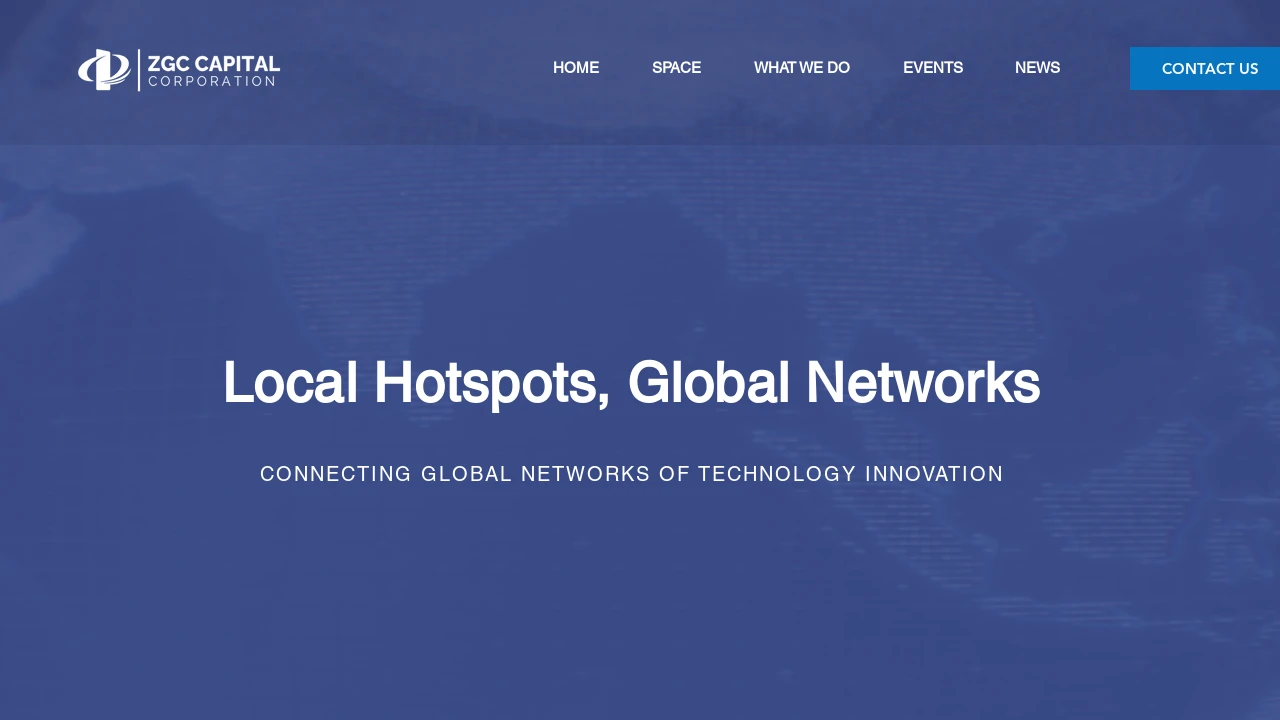 ZGC CAPITAL
CORPORATION
HOME SPACE WHAT WE DO EVENTS NEWS CONTACT US
Local Hotspots, Global Networks
CONNECTING GLOBAL NETWORKS OF TECHNOLOGY INNOVATION